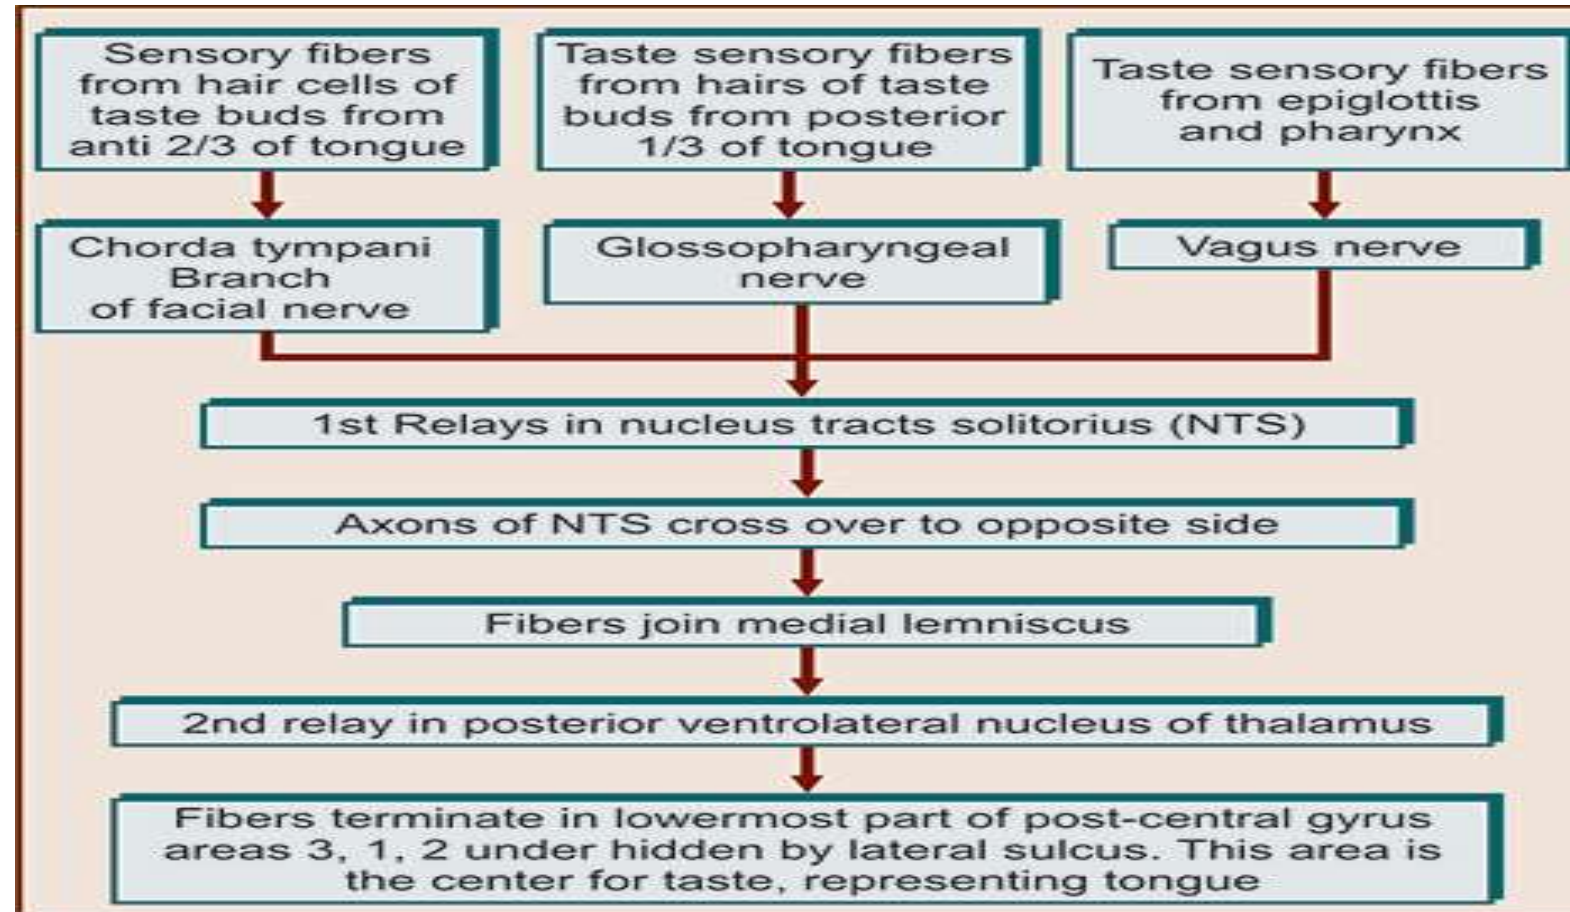 Sensory fibers
from hair cells of
taste buds from
anti 2/3 of tongue
Taste sensory fibers
from hairs of taste
buds from posterior
1/3 of tongue
Taste sensory fibers
from epiglottis
and pharynx
Chorda tympani
Branch
of facial nerve
Glossopharyngeal
nerve
Vagus nerve
1st Relays in nucleus tracts solitorius (NTS)
Axons of NTS cross over to opposite side
Fibers join medial lemniscus
2nd relay in posterior ventrolateral nucleus of thalamus
Fibers terminate in lowermost part of post-central gyrus
areas 3, 1, 2 under hidden by lateral sulcus. This area is
the center for taste, representing tongue